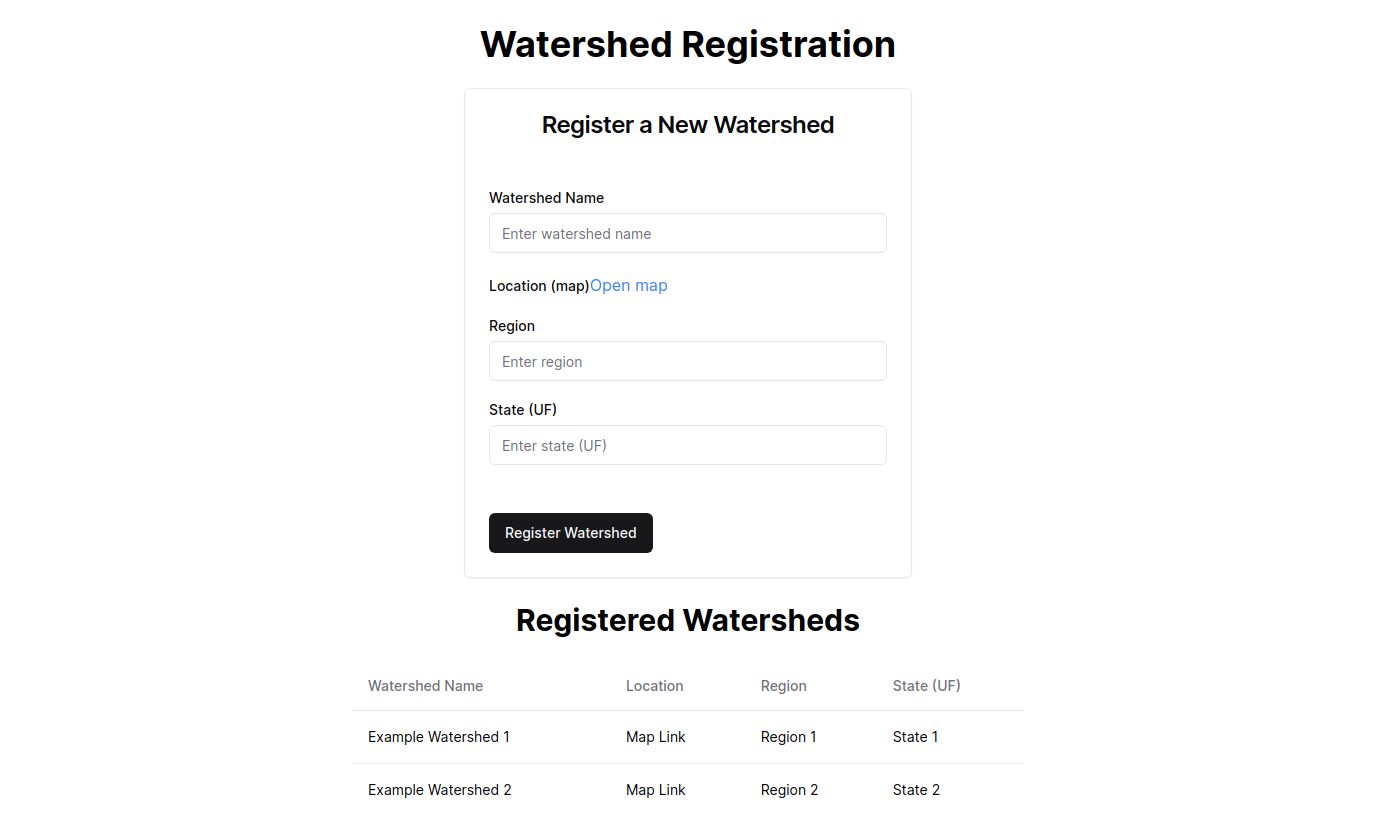 Watershed Registration
Register a New Watershed
Watershed Name
Enter watershed name
Location (map)Open map
Region
Enter region
State (UF)
Enter state (UF)
Register Watershed
Registered Watersheds
Watershed Name Location Region State (UF)
Example Watershed 1 Map Link Region 1 State 1
Example Watershed 2 Map Link Region 2 State 2